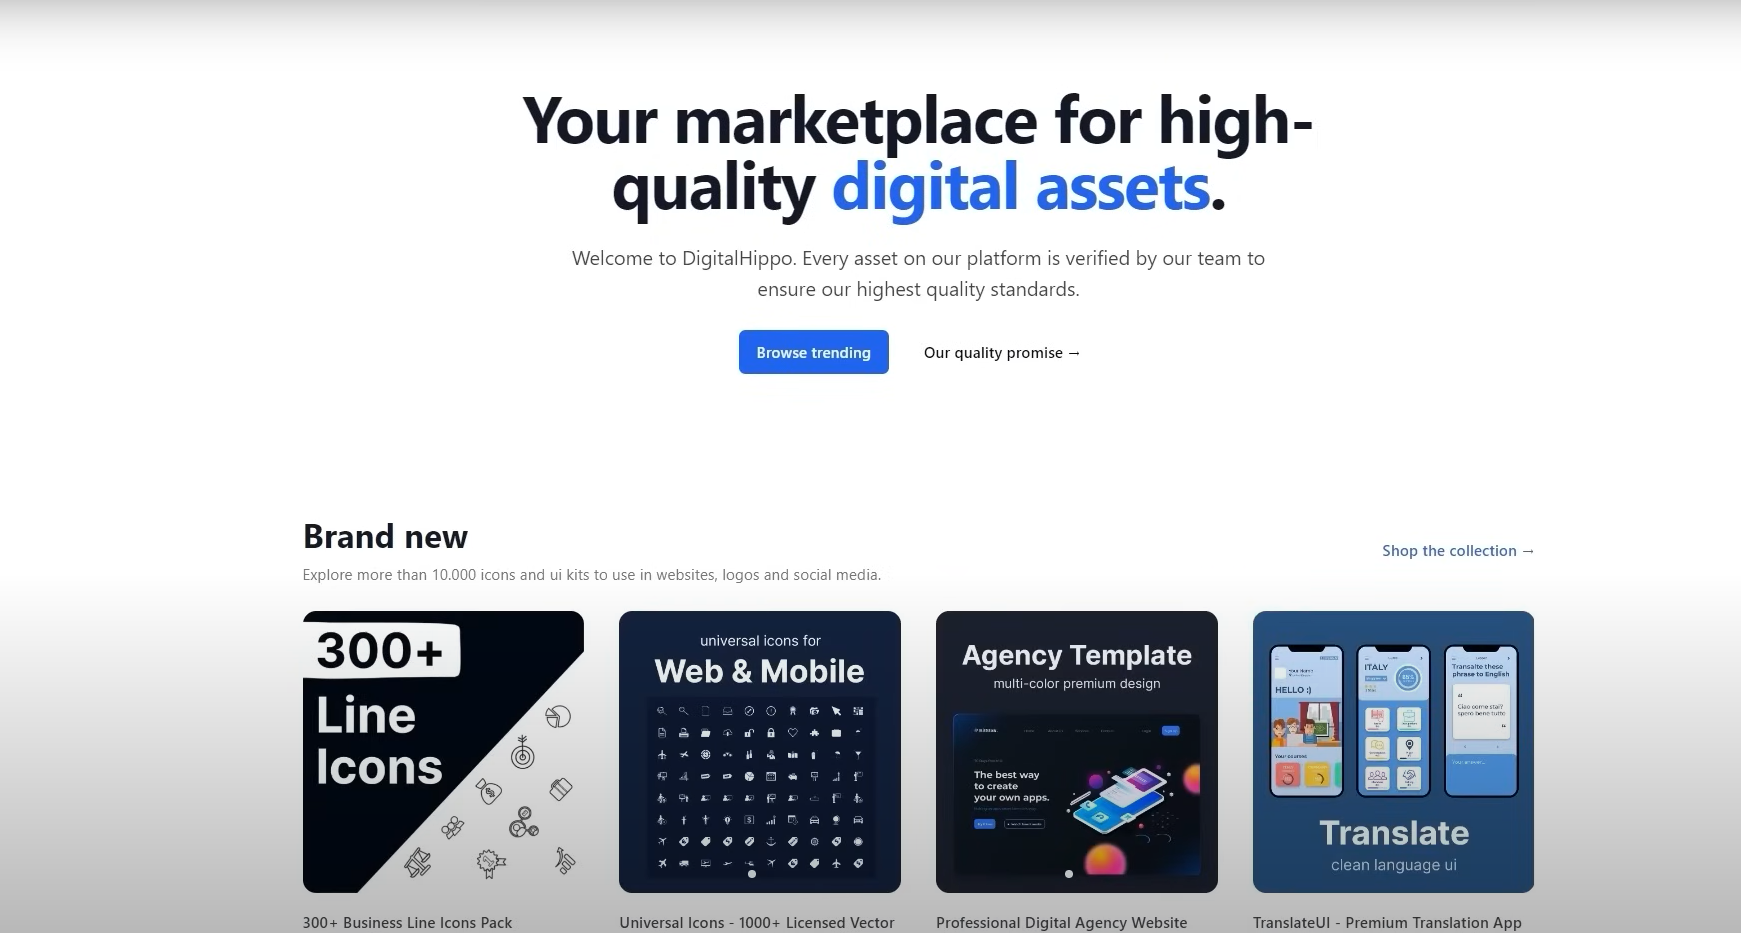 Your marketplace for high-
quality digital assets.
Welcome to DigitalHippo. Every asset on our platform is verified by our team to
ensure our highest quality standards.
Browse trending
Our quality promise →
Brand new
Shop the collection →
Explore more than 10.000 icons and ui kits to use in websites, logos and social media.
300+
Line
Icons
universal icons for
Web & Mobile
Agency Template
multi-color premium design
The best way
to create
your own apps.
HELLO :)
Your courses
ITALY
Translate these
phrase to English
Ciao come stai?
spero bene tutto
Your answer...
Translate
clean language ui
300+ Business Line Icons Pack
Universal Icons - 1000+ Licensed Vector
Professional Digital Agency Website
TranslateUI - Premium Translation App